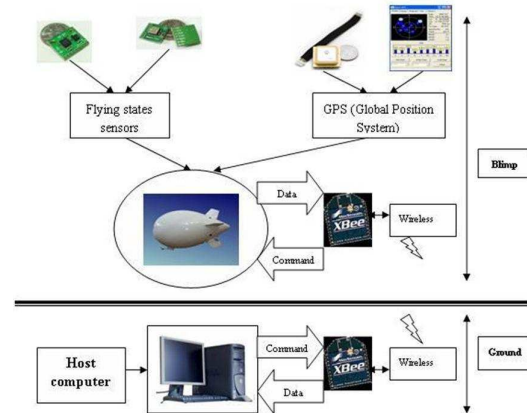 Flying states
sensors
GPS (Global Position
System)
Blimp
Data
XBee
Wireless
Command
Command
XBee
Wireless
Ground
Host
computer
Data